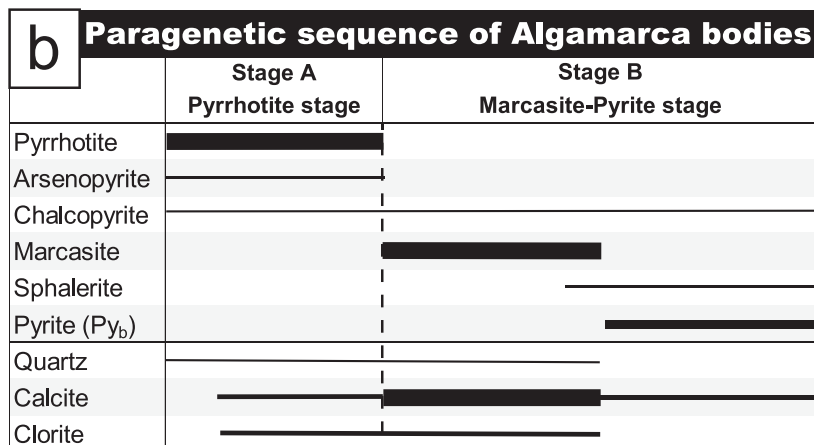 b
Paragenetic sequence of Algamarca bodies
Stage A
Stage B
Pyrrhotite stage
Marcasite-Pyrite stage
Pyrrhotite
Arsenopyrite
Chalcopyrite
Marcasite
Sphalerite
Pyrite (Pyb)
Quartz
Calcite
Clorite